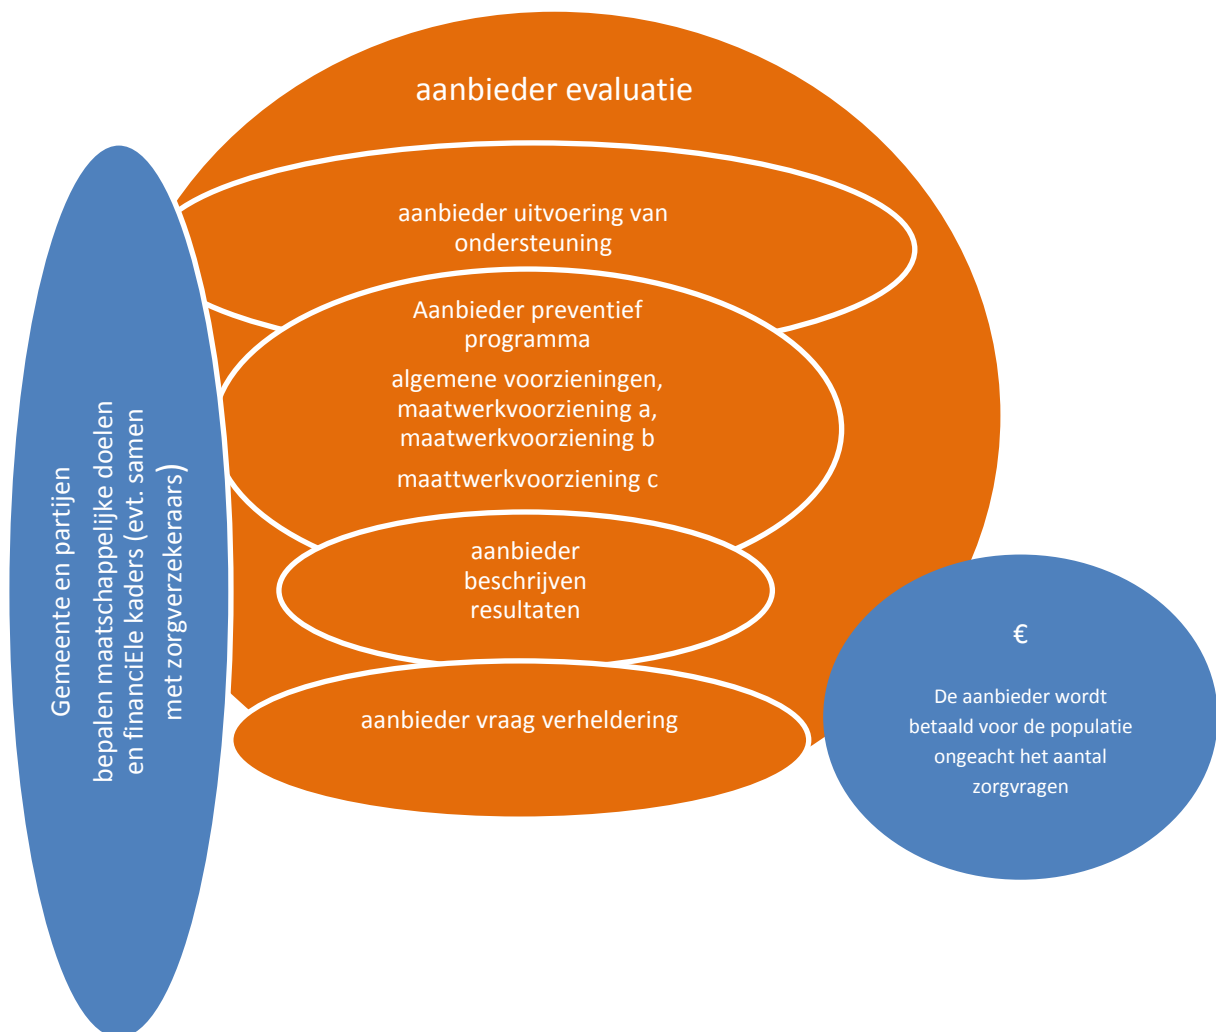 aanbieder evaluatie
aanbieder uitvoering van
ondersteuning
Aanbieder preventief
programma
algemene voorzieningen,
maatwerkvoorziening a,
maatwerkvoorziening b
maattwerkvoorziening c
aanbieder
beschrijven
resultaten
aanbieder vraag verheldering
Gemeente en partijen
bepalen maatschappelijke doelen
en financiEle kaders (evt. samen
met zorgverzekeraars)
€
De aanbieder wordt
betaald voor de populatie
ongeacht het aantal
zorgvragen